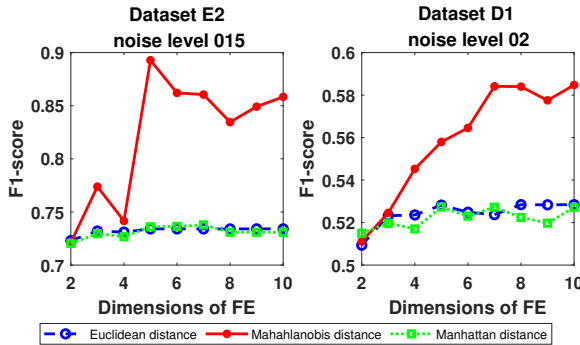 Dataset E2
noise level 015
Dataset D1
noise level 02
F1-score
0.9
0.85
0.8
0.75
0.7
2 4 6 8 10
Dimensions of FE
F1-score
0.6
0.58
0.56
0.54
0.52
0.5
2 4 6 8 10
Dimensions of FE
Euclidean distance Mahahlanobis distance Manhattan distance